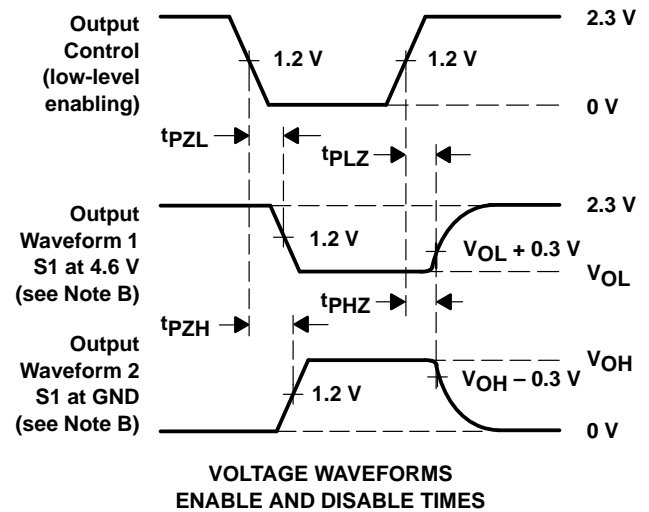 Output
Control
(low-level
enabling)
1.2 V
1.2 V
2.3 V
0 V
tPZL
tPLZ
Output
Waveform 1
S1 at 4.6 V
(see Note B)
1.2 V
2.3 V
VOL + 0.3 V
VOL
tPHZ
tPZH
Output
Waveform 2
S1 at GND
(see Note B)
1.2 V
VOH
VOH − 0.3 V
0 V
VOLTAGE WAVEFORMS
ENABLE AND DISABLE TIMES